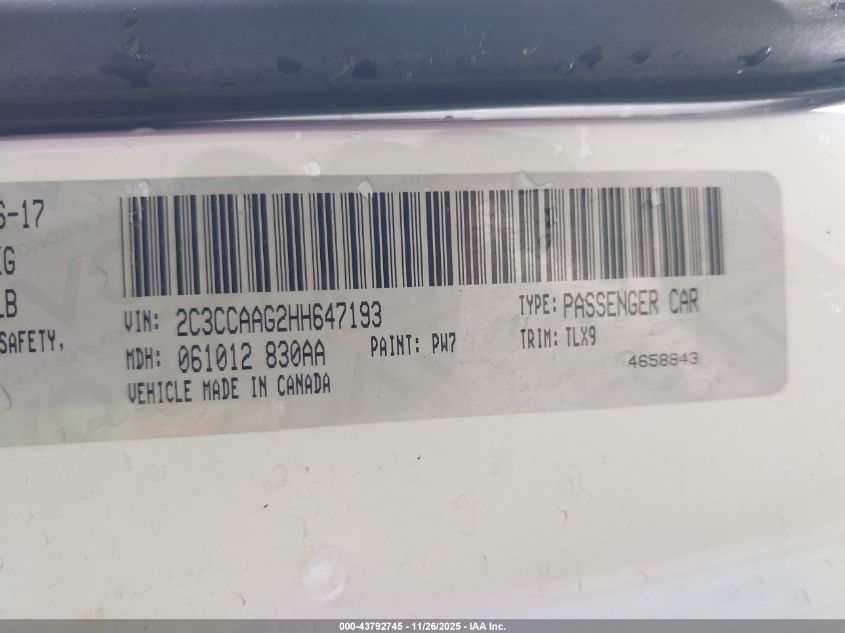 6-17
KG
LB
SAFETY,
VIN: 2C3CCAAG2HH647193
TYPE: PASSENGER CAR
MDH: 061012 830AA
PAINT: PW7
TRIM: TLX9
VEHICLE MADE IN CANADA
4658843
000-43792745 - 11/26/2025 - IAA Inc.